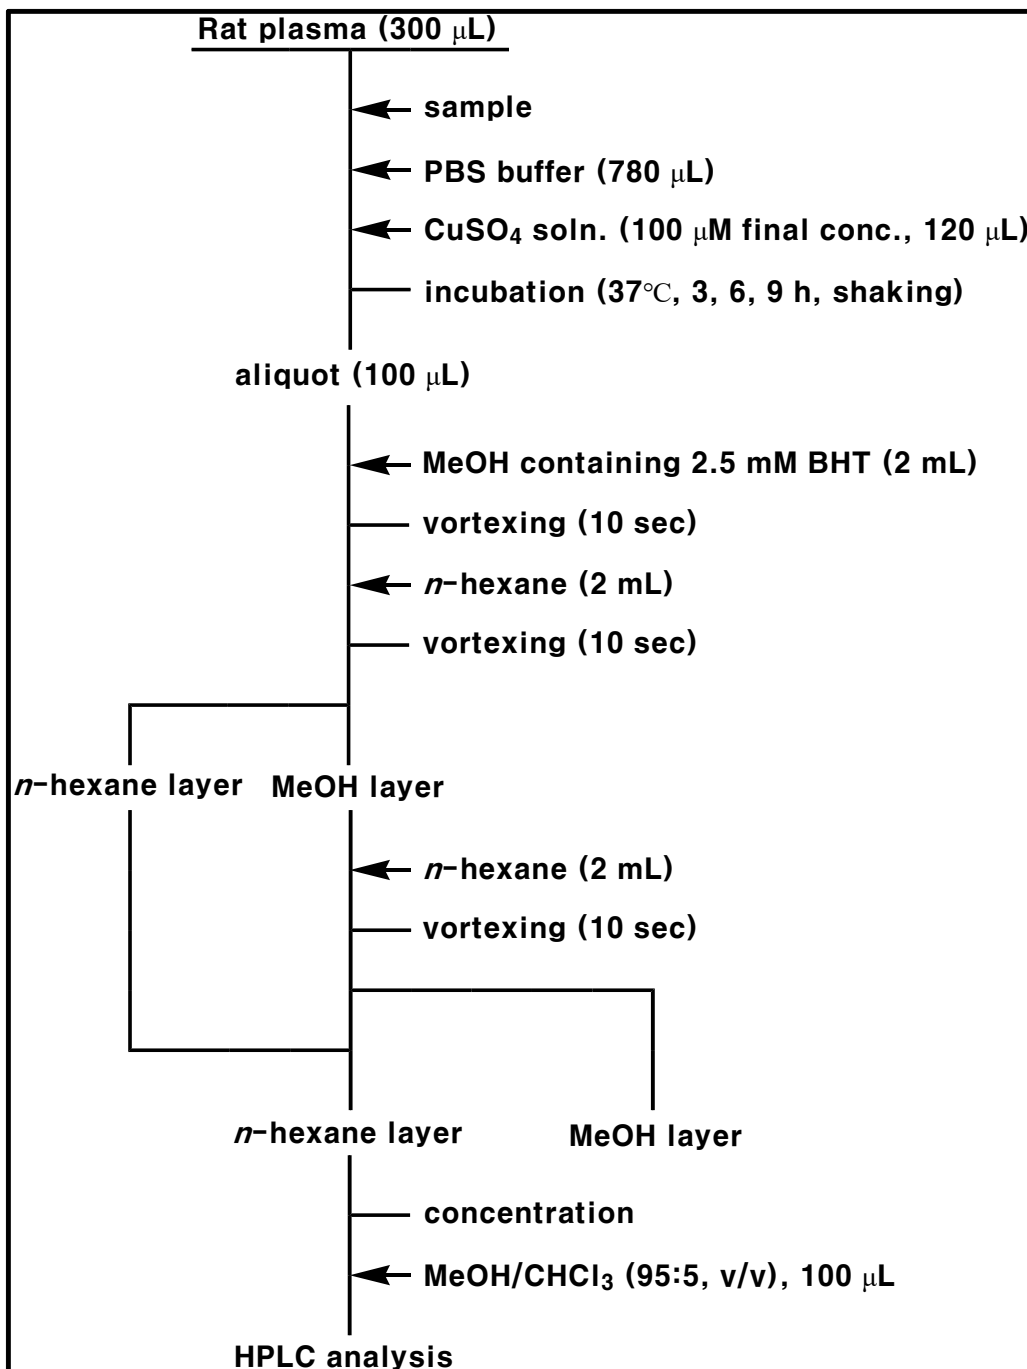 Rat plasma (300 μL)
sample
PBS buffer (780 μL)
CuSO₄ soln. (100 μM final conc., 120 μL)
incubation (37℃, 3, 6, 9 h, shaking)
aliquot (100 μL)
MeOH containing 2.5 mM BHT (2 mL)
vortexing (10 sec)
n-hexane (2 mL)
vortexing (10 sec)
n-hexane layer MeOH layer
n-hexane (2 mL)
vortexing (10 sec)
n-hexane layer MeOH layer
concentration
MeOH/CHCl₃ (95:5, v/v), 100 μL
HPLC analysis